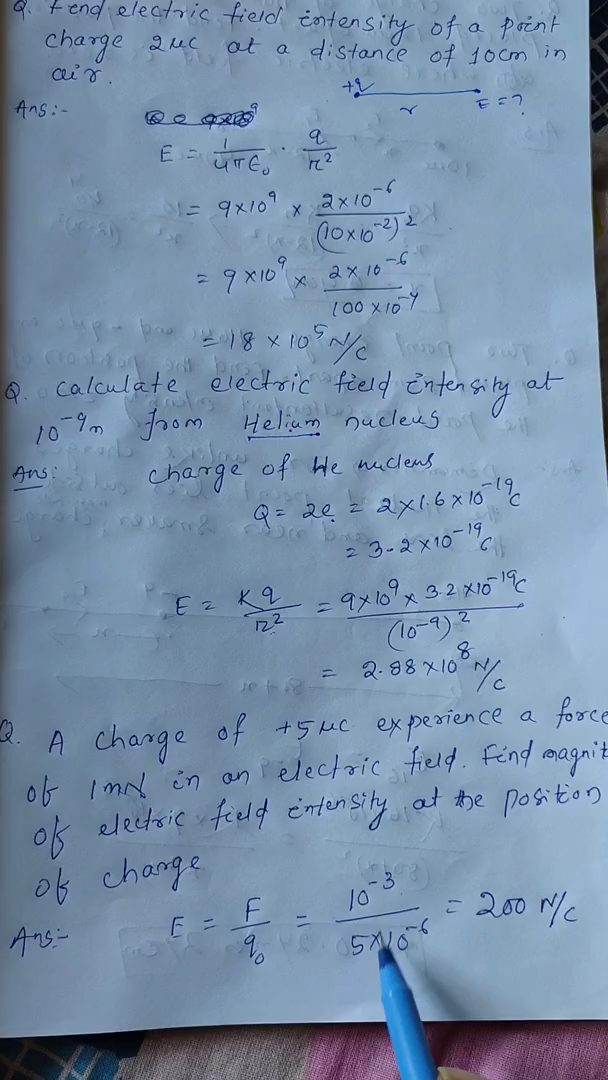 Q. Find electric field intensity of a point
charge 2μc at a distance of 10cm in
air.
+q r E = ?
Ans:-
E = 1/4πε₀ · q/r²
= 9×10⁹ × 2×10⁻⁶/(10×10⁻²)²
= 9×10⁹ × 2×10⁻⁶/100×10⁻⁴
= 18 × 10⁵ N/C
Q. Calculate electric field intensity at
10⁻⁹m from Helium nucleus
Ans: charge of He nucleus
Q = 2e = 2×1.6×10⁻¹⁹C
= 3.2×10⁻¹⁹C
E = Kq/r² = 9×10⁹ × 3.2×10⁻¹⁹C/(10⁻⁹)²
= 2.88×10⁸ N/C
Q. A charge of +5μc experience a force
of 1mN in an electric field. Find magnit
of electric field intensity at the position
of charge
Ans:- E = F/q₀ = 10⁻³/5×10⁻⁶ = 200 N/C